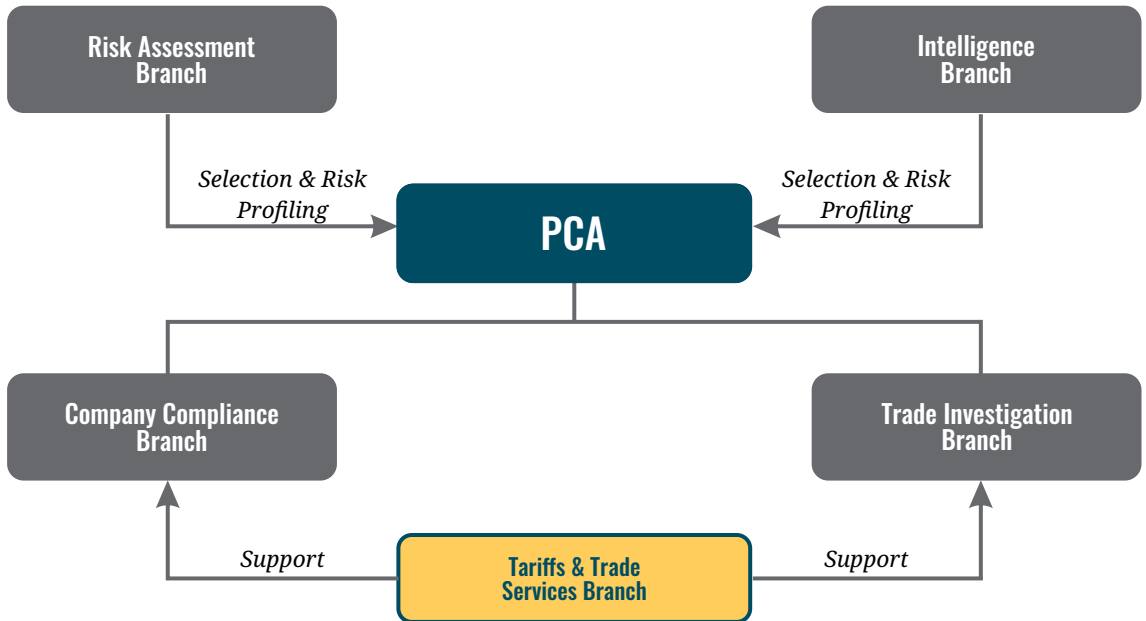 Risk Assessment
Branch
Intelligence
Branch
Selection & Risk
Profiling
Selection & Risk
Profiling
PCA
Company Compliance
Branch
Trade Investigation
Branch
Support
Tariffs & Trade
Services Branch
Support